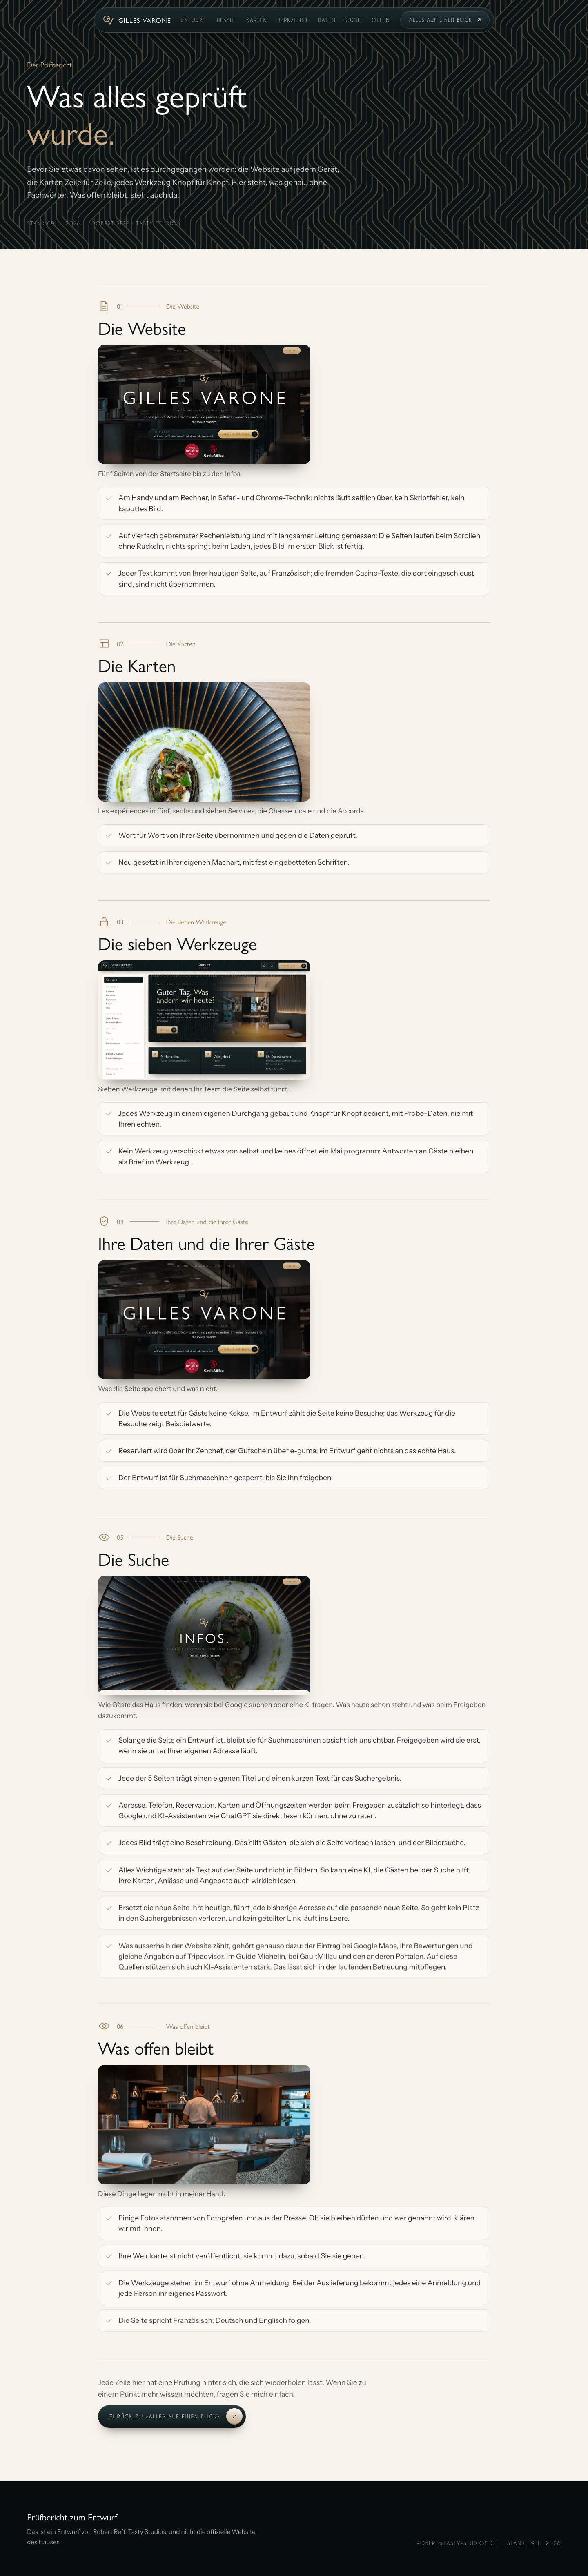 GILLES VARONE
ENTWURF
WEBSITE
KARTEN
WERKZEUGE
DATEN
SUCHE
OFFEN
ALLES AUF EINEN BLICK
Der Prüfbericht
Was alles geprüft
wurde.
Bevor Sie etwas davon sehen, ist es durchgegangen worden: die Website auf jedem Gerät,
die Karten Zeile für Zeile, jedes Werkzeug Knopf für Knopf. Hier steht, was genau, ohne
Fachwörter. Was offen bleibt, steht auch da.
01 Die Website
Die Website
GILLES VARONE
Fünf Seiten von der Startseite bis zu den Infos.
Am Handy und am Rechner, in Safari- und Chrome-Technik: nichts läuft seitlich über, kein Skriptfehler, kein
kaputtes Bild.
Auf vierfach gebremster Rechenleistung und mit langsamer Leitung gemessen: Die Seiten laufen beim Scrollen
ohne Ruckeln, nichts springt beim Laden, jedes Bild im ersten Blick ist fertig.
Jeder Text kommt von Ihrer heutigen Seite, auf Französisch; die fremden Casino-Texte, die dort eingeschleust
sind, sind nicht übernommen.
02 Die Karten
Die Karten
Les expériences in fünf, sechs und sieben Services, die Chasse locale und die Accords.
Wort für Wort von Ihrer Seite übernommen und gegen die Daten geprüft.
Neu gesetzt in Ihrer eigenen Machart, mit fest eingebetteten Schriften.
03 Die sieben Werkzeuge
Die sieben Werkzeuge
Guten Tag. Was
ändern wir heute?
Sieben Werkzeuge, mit denen Ihr Team die Seite selbst führt.
Jedes Werkzeug in einem eigenen Durchgang gebaut und Knopf für Knopf bedient, mit Probe-Daten, nie mit
Ihren echten.
Kein Werkzeug verschickt etwas von selbst und keines öffnet ein Mailprogramm: Antworten an Gäste bleiben
als Brief im Werkzeug.
04 Ihre Daten und die Ihrer Gäste
Ihre Daten und die Ihrer Gäste
GILLES VARONE
Was die Seite speichert und was nicht.
Die Website setzt für Gäste keine Kekse. Im Entwurf zählt die Seite keine Besuche; das Werkzeug für die
Besuche zeigt Beispielwerte.
Reserviert wird über Ihr Zenchef, der Gutschein über e-guma; im Entwurf geht nichts an das echte Haus.
Der Entwurf ist für Suchmaschinen gesperrt, bis Sie ihn freigeben.
05 Die Suche
Die Suche
INFOS.
Wie Gäste das Haus finden, wenn sie bei Google suchen oder eine KI fragen. Was heute schon steht und was beim Freigeben
dazukommt.
Solange die Seite ein Entwurf ist, bleibt sie für Suchmaschinen absichtlich unsichtbar. Freigegeben wird sie erst,
wenn sie unter Ihrer eigenen Adresse läuft.
Jede der 5 Seiten trägt einen eigenen Titel und einen kurzen Text für das Suchergebnis.
Adresse, Telefon, Reservation, Karten und Öffnungszeiten werden beim Freigeben zusätzlich so hinterlegt, dass
Google und KI-Assistenten wie ChatGPT sie direkt lesen können, ohne zu raten.
Jedes Bild trägt eine Beschreibung. Das hilft Gästen, die sich die Seite vorlesen lassen, und der Bildersuche.
Alles Wichtige steht als Text auf der Seite und nicht in Bildern. So kann eine KI, die Gästen bei der Suche hilft,
Ihre Karten, Anlässe und Angebote auch wirklich lesen.
Ersetzt die neue Seite Ihre heutige, führt jede bisherige Adresse auf die passende neue Seite. So geht kein Platz
in den Suchergebnissen verloren, und kein geteilter Link läuft ins Leere.
Was ausserhalb der Website zählt, gehört genauso dazu: der Eintrag bei Google Maps, Ihre Bewertungen und
gleiche Angaben auf Tripadvisor, im Guide Michelin, bei GaultMillau und den anderen Portalen. Auf diese
Quellen stützen sich auch KI-Assistenten stark. Das lässt sich in der laufenden Betreuung mitpflegen.
06 Was offen bleibt
Was offen bleibt
Diese Dinge liegen nicht in meiner Hand.
Einige Fotos stammen von Fotografen und aus der Presse. Ob sie bleiben dürfen und wer genannt wird, klären
wir mit Ihnen.
Ihre Weinkarte ist nicht veröffentlicht; sie kommt dazu, sobald Sie sie geben.
Die Werkzeuge stehen im Entwurf ohne Anmeldung. Bei der Auslieferung bekommt jedes eine Anmeldung und
jede Person ihr eigenes Passwort.
Die Seite spricht Französisch; Deutsch und Englisch folgen.
Jede Zeile hier hat eine Prüfung hinter sich, die sich wiederholen lässt. Wenn Sie zu
einem Punkt mehr wissen möchten, fragen Sie mich einfach.
ZURÜCK ZU «ALLES AUF EINEN BLICK»
Prüfbericht zum Entwurf
Das ist ein Entwurf von Robert Reff, Tasty Studios, und nicht die offizielle Website
des Hauses.
ROBERT@TASTY-STUDIOS.DE
STAND 09.11.2026